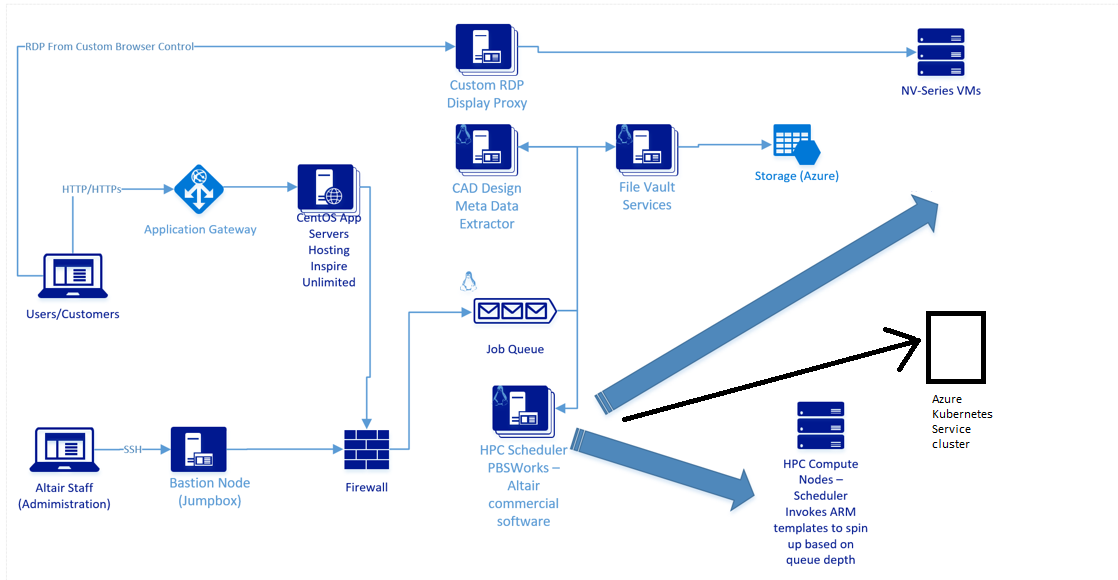 RDP From Custom Browser Control
Custom RDP
Display Proxy
NV-Series VMs
HTTP/HTTPs
Application Gateway
CentOS App
Servers
Hosting
Inspire
Unlimited
CAD Design
Meta Data
Extractor
File Vault
Services
Storage (Azure)
Users/Customers
Job Queue
Azure
Kubernetes
Service
cluster
SSH
Altair Staff
(Admimistration)
Bastion Node
(Jumpbox)
Firewall
HPC Scheduler
PBSWorks –
Altair
commercial
software
HPC Compute
Nodes –
Scheduler
Invokes ARM
templates to spin
up based on
queue depth